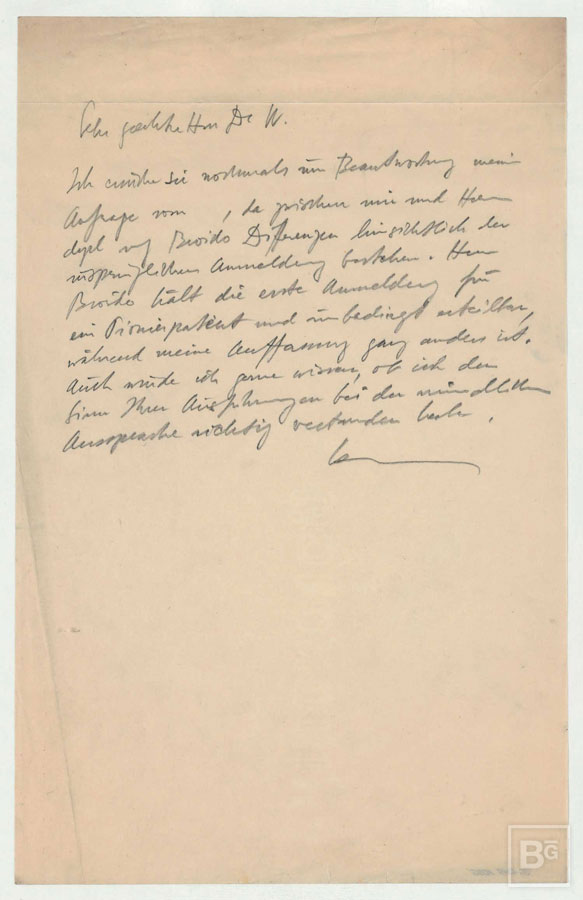 Sehr geehrter Herr Dr W.
Ich ersuche Sie nochmals um Beantwortung meiner
Anfrage vom , da zwischen mir und Herrn
dipl ing Broido Differenzen hinsichtlich der
ursprünglichen Anmeldung bestehen. Herr
Broido hält die erste Anmeldung für
ein Pionierpatent und unbedingt erteilbar,
während meine Auffassung ganz anders ist.
Auch würde ich gerne wissen, ob ich den
Sinn Ihrer Ausführungen bei der mündlichen
Aussprache richtig verstanden habe.
BG